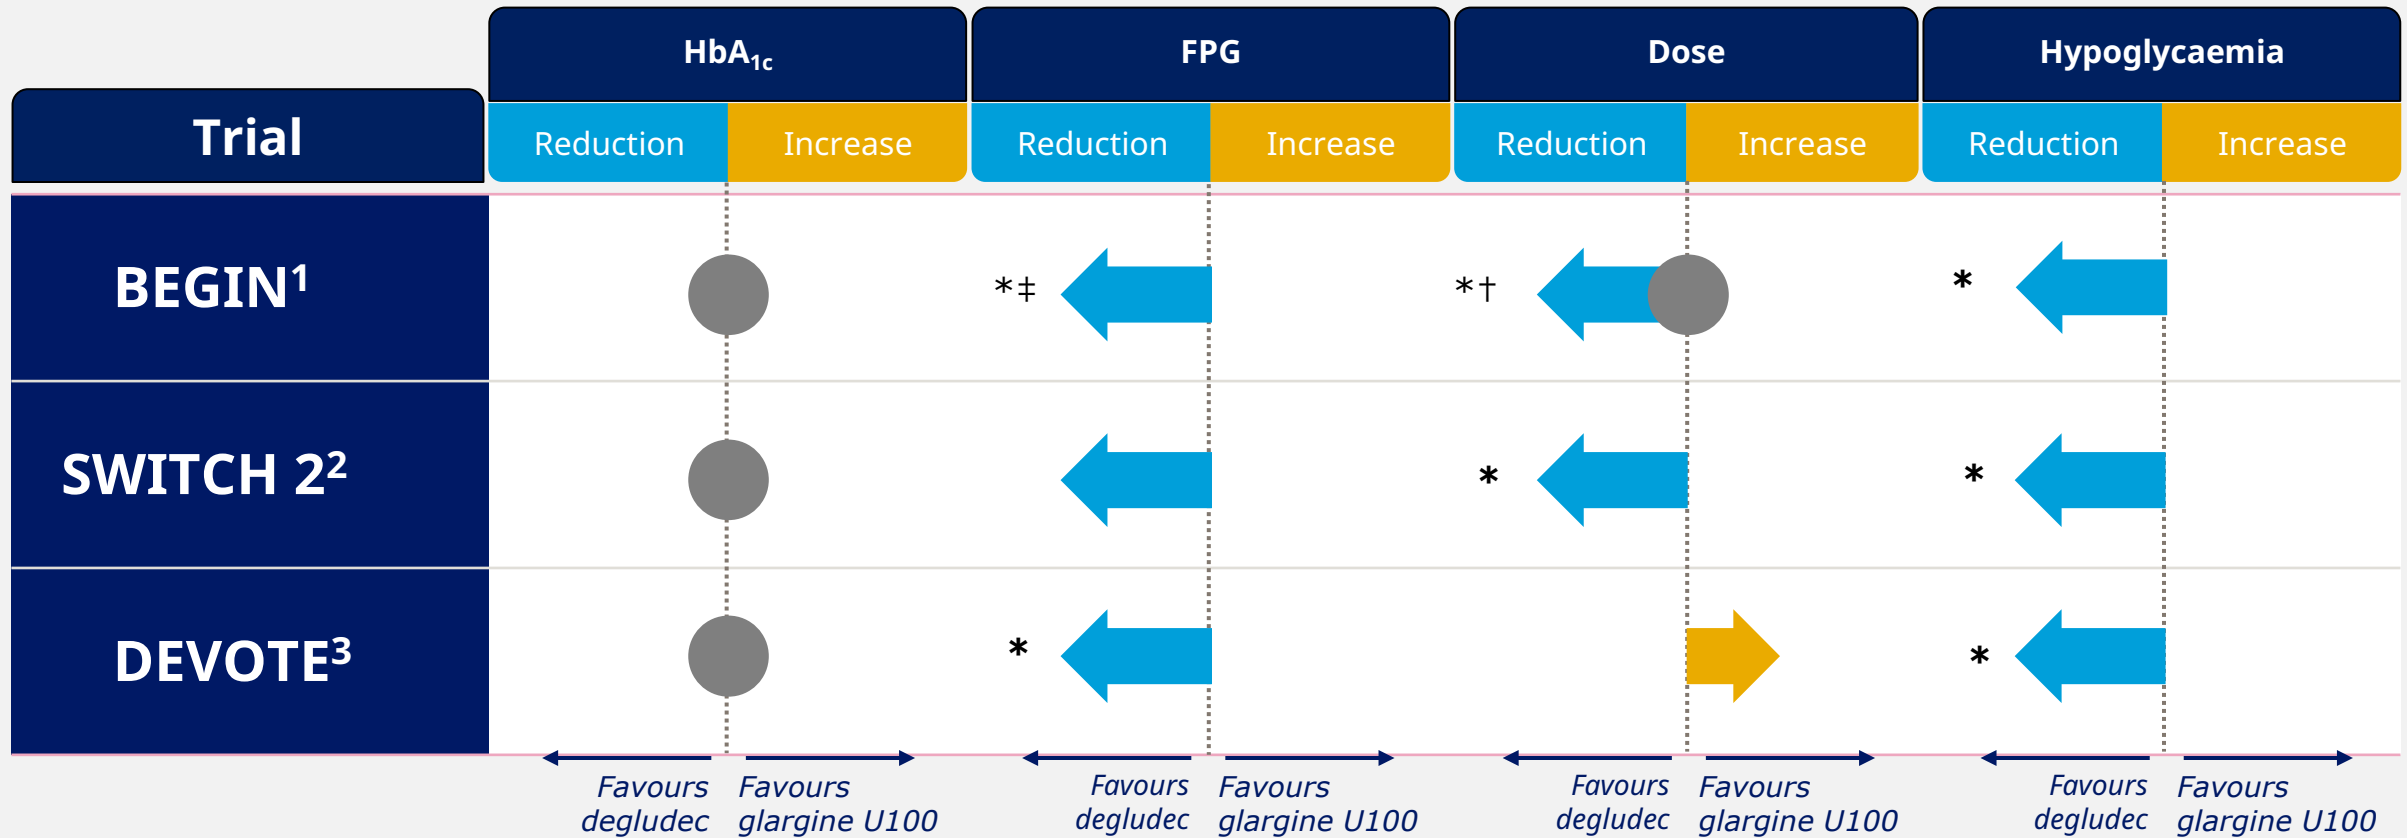 HbA1c FPG Dose Hypoglycaemia
Trial
Reduction Increase Reduction Increase Reduction Increase Reduction Increase
BEGIN¹ *‡ *† *
SWITCH 2² * *
DEVOTE³ * *
Favours Favours Favours Favours Favours Favours Favours Favours
degludec glargine U100 degludec glargine U100 degludec glargine U100 degludec glargine U100